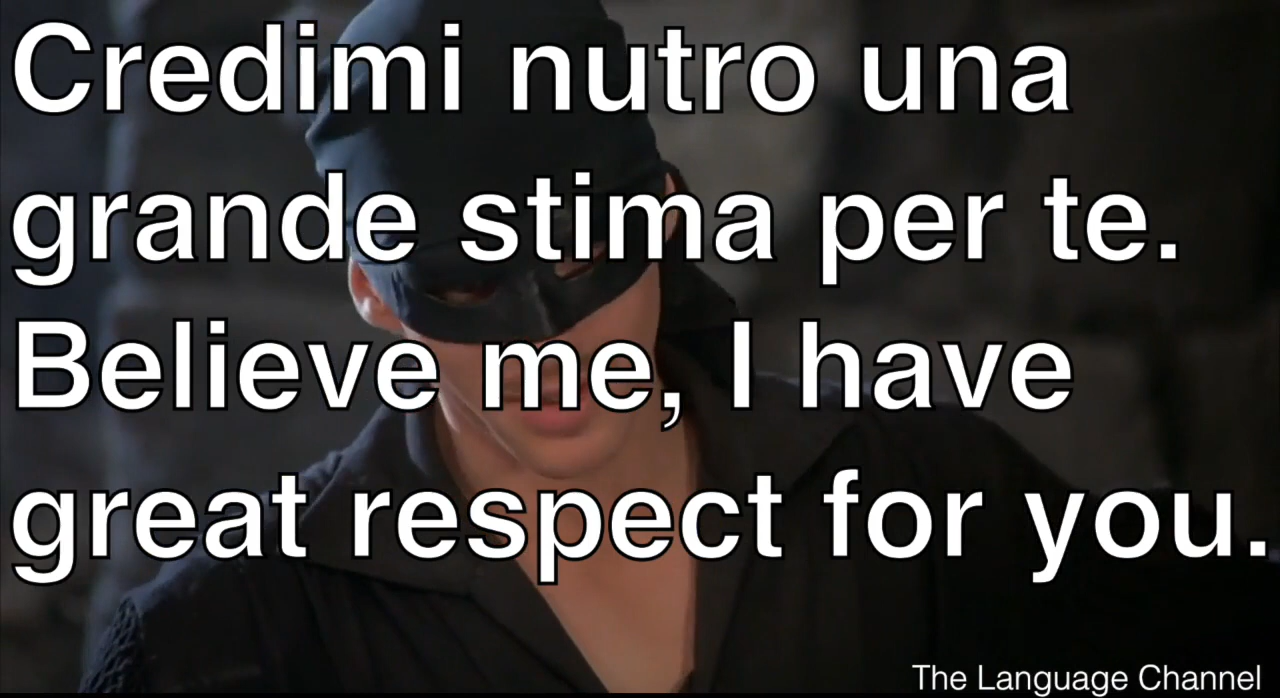 Credimi nutro una
grande stima per te.
Believe me, I have
great respect for you.
The Language Channel